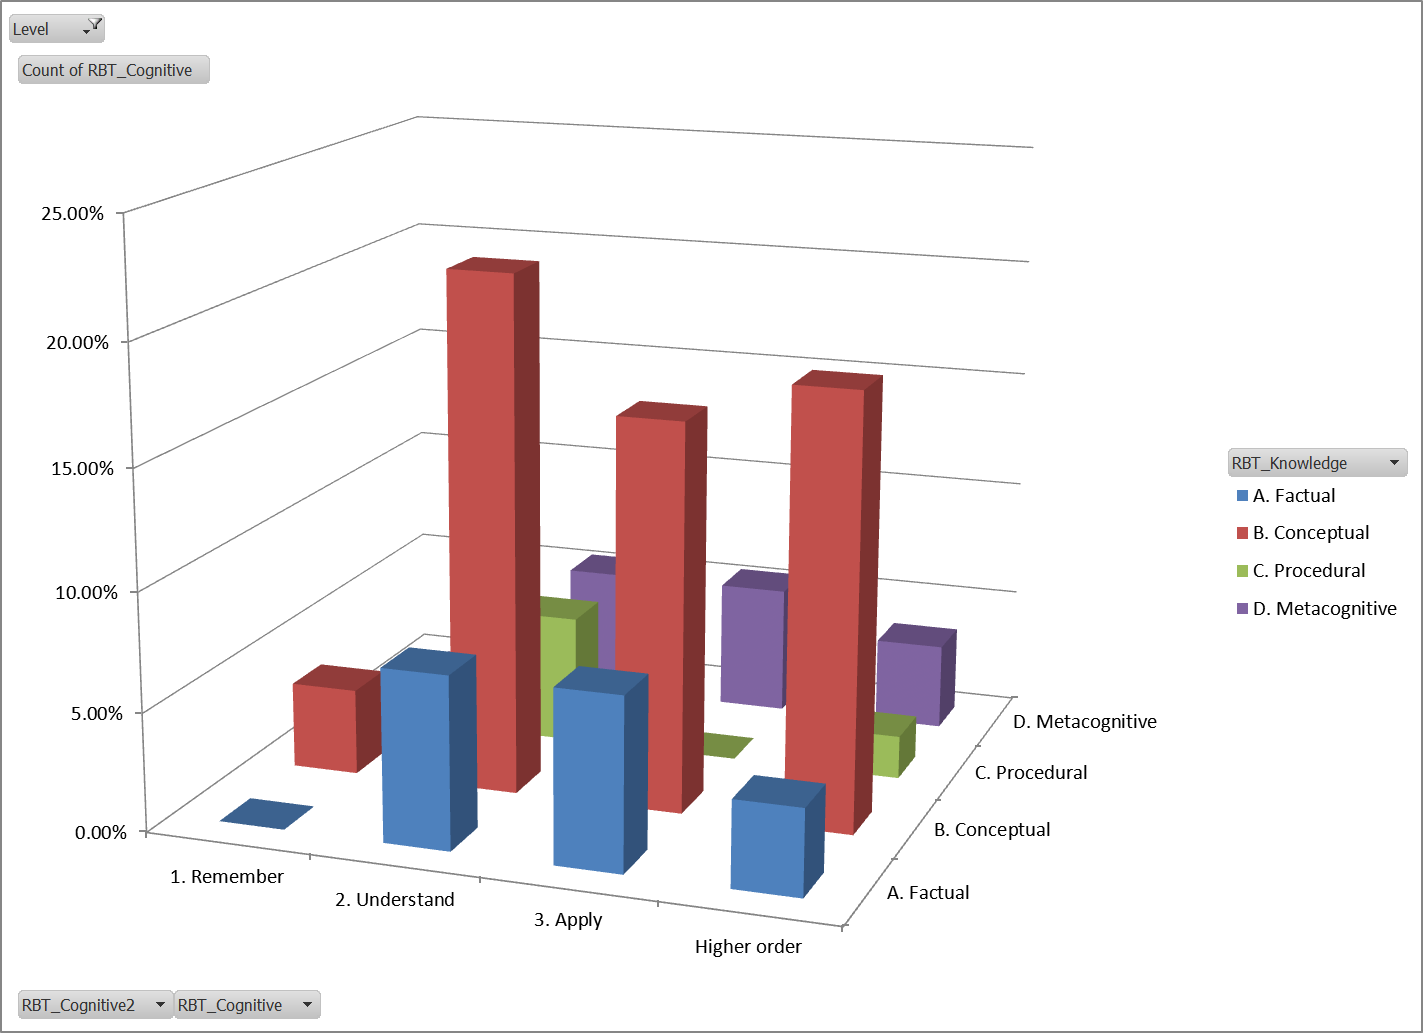 Level
Count of RBT_Cognitive
25.00%
20.00%
15.00%
10.00%
5.00%
0.00%
1. Remember
2. Understand
3. Apply
Higher order
A. Factual
B. Conceptual
C. Procedural
D. Metacognitive
RBT_Knowledge
A. Factual
B. Conceptual
C. Procedural
D. Metacognitive
RBT_Cognitive2
RBT_Cognitive